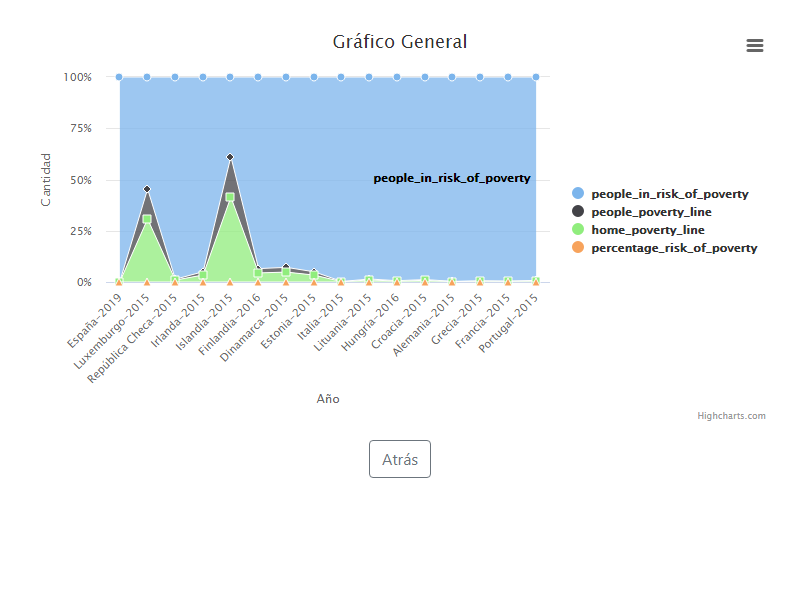 Gráfico General
100%
75%
50%
25%
0%
Cantidad
people_in_risk_of_poverty
people_in_risk_of_poverty
people_poverty_line
home_poverty_line
percentage_risk_of_poverty
España-2019
Luxemburgo-2015
República Checa-2015
Irlanda-2015
Islandia-2015
Finlandia-2016
Dinamarca-2015
Estonia-2015
Italia-2015
Lituania-2015
Hungría-2016
Croacia-2015
Alemania-2015
Grecia-2015
Francia-2015
Portugal-2015
Año
Highcharts.com
Atrás